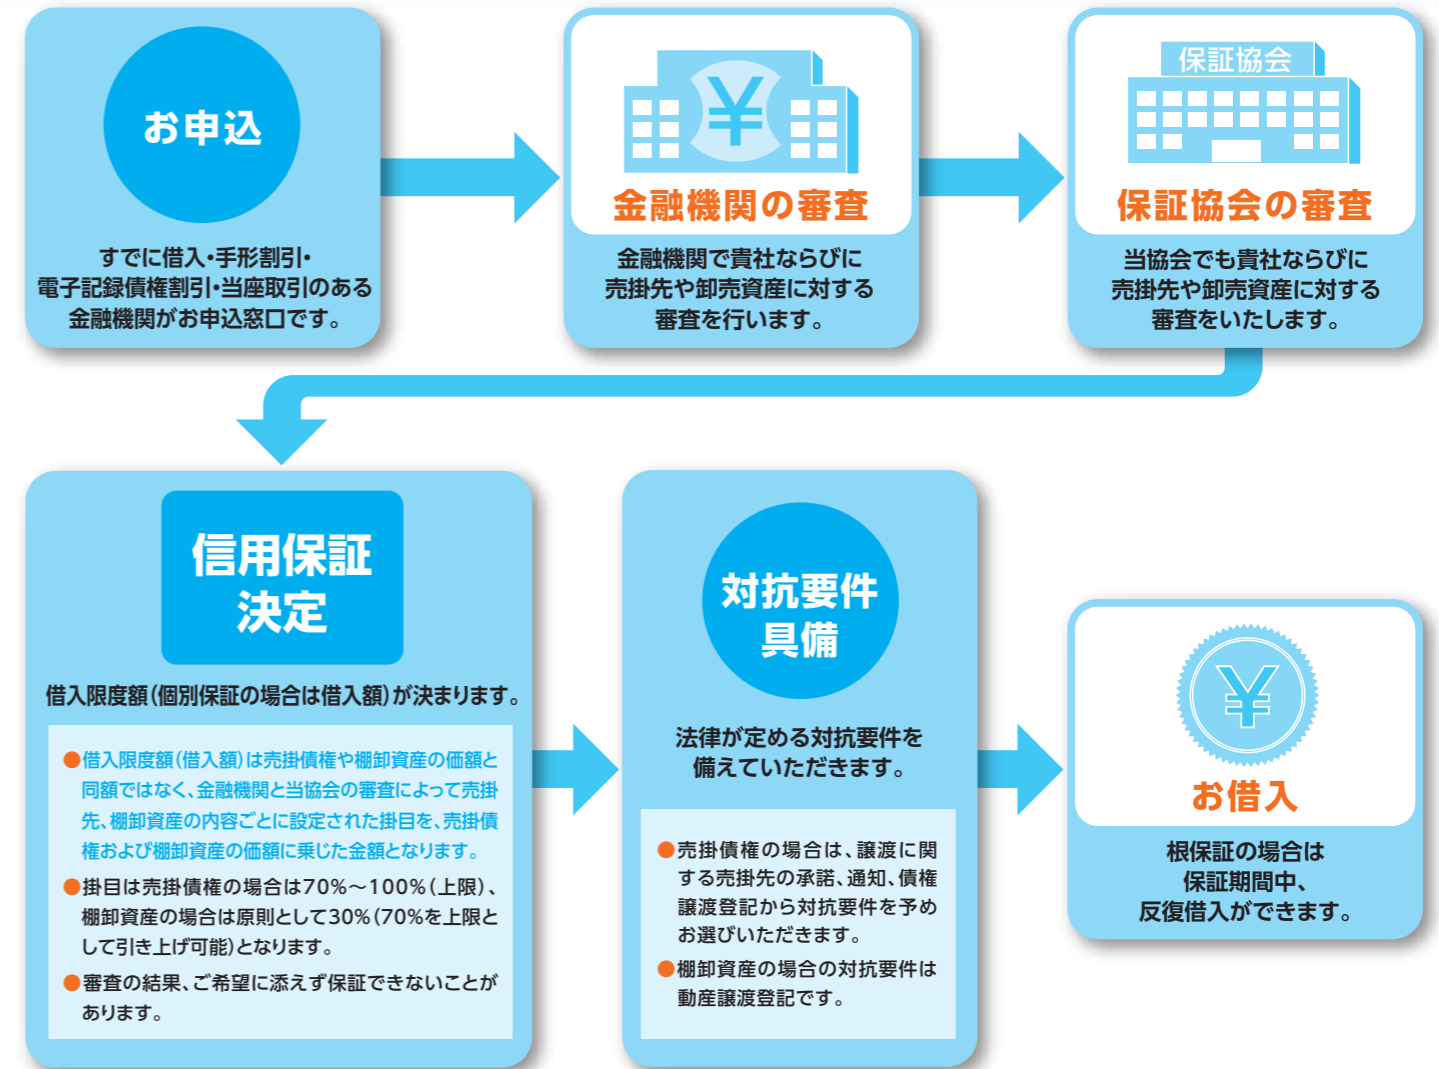 お申込
すでに借入・手形割引・
電子記録債権割引・当座取引のある
金融機関がお申込窓口です。
¥
金融機関の審査
金融機関で貴社ならびに
売掛先や卸売資産に対する
審査を行います。
保証協会
保証協会の審査
当協会でも貴社ならびに
売掛先や卸売資産に対する
審査をいたします。
信用保証
決定
借入限度額(個別保証の場合は借入額)が決まります。
●借入限度額(借入額)は売掛債権や棚卸資産の価額と
同額ではなく、金融機関と当協会の審査によって売掛
先、棚卸資産の内容ごとに設定された掛目を、売掛債
権および棚卸資産の価額に乗じた金額となります。
●掛目は売掛債権の場合は70%～100%(上限)、
棚卸資産の場合は原則として30%(70%を上限と
して引き上げ可能)となります。
●審査の結果、ご希望に添えず保証できないことが
あります。
対抗要件
具備
法律が定める対抗要件を
備えていただきます。
●売掛債権の場合は、譲渡に関
する売掛先の承諾、通知、債権
譲渡登記から対抗要件を予め
お選びいただきます。
●棚卸資産の場合の対抗要件は
動産譲渡登記です。
¥
お借入
根保証の場合は
保証期間中、
反復借入ができます。